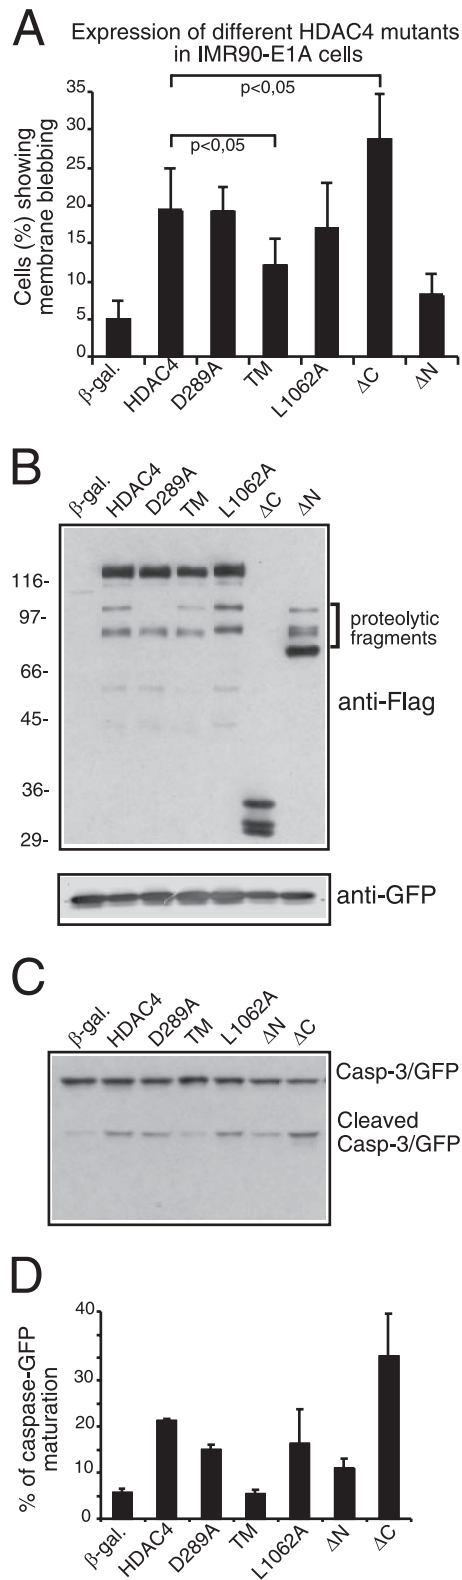 A
Expression of different HDAC4 mutants
in IMR90-E1A cells
p<0,05
p<0,05
Cells (%) showing
membrane blebbing
35
30
25
20
15
10
5
0
β-gal.
HDAC4
D289A
TM
L1062A
ΔC
ΔN
B
β-gal.
HDAC4
D289A
TM
L1062A
ΔC
ΔN
116-
97-
66-
45-
36-
29-
proteolytic
fragments
anti-Flag
anti-GFP
C
β-gal.
HDAC4
D289A
TM
L1062A
ΔN
ΔC
Casp-3/GFP
Cleaved
Casp-3/GFP
D
% of caspase-GFP
maturation
40
30
20
10
0
β-gal.
HDAC4
D289A
TM
L1062A
ΔN
ΔC